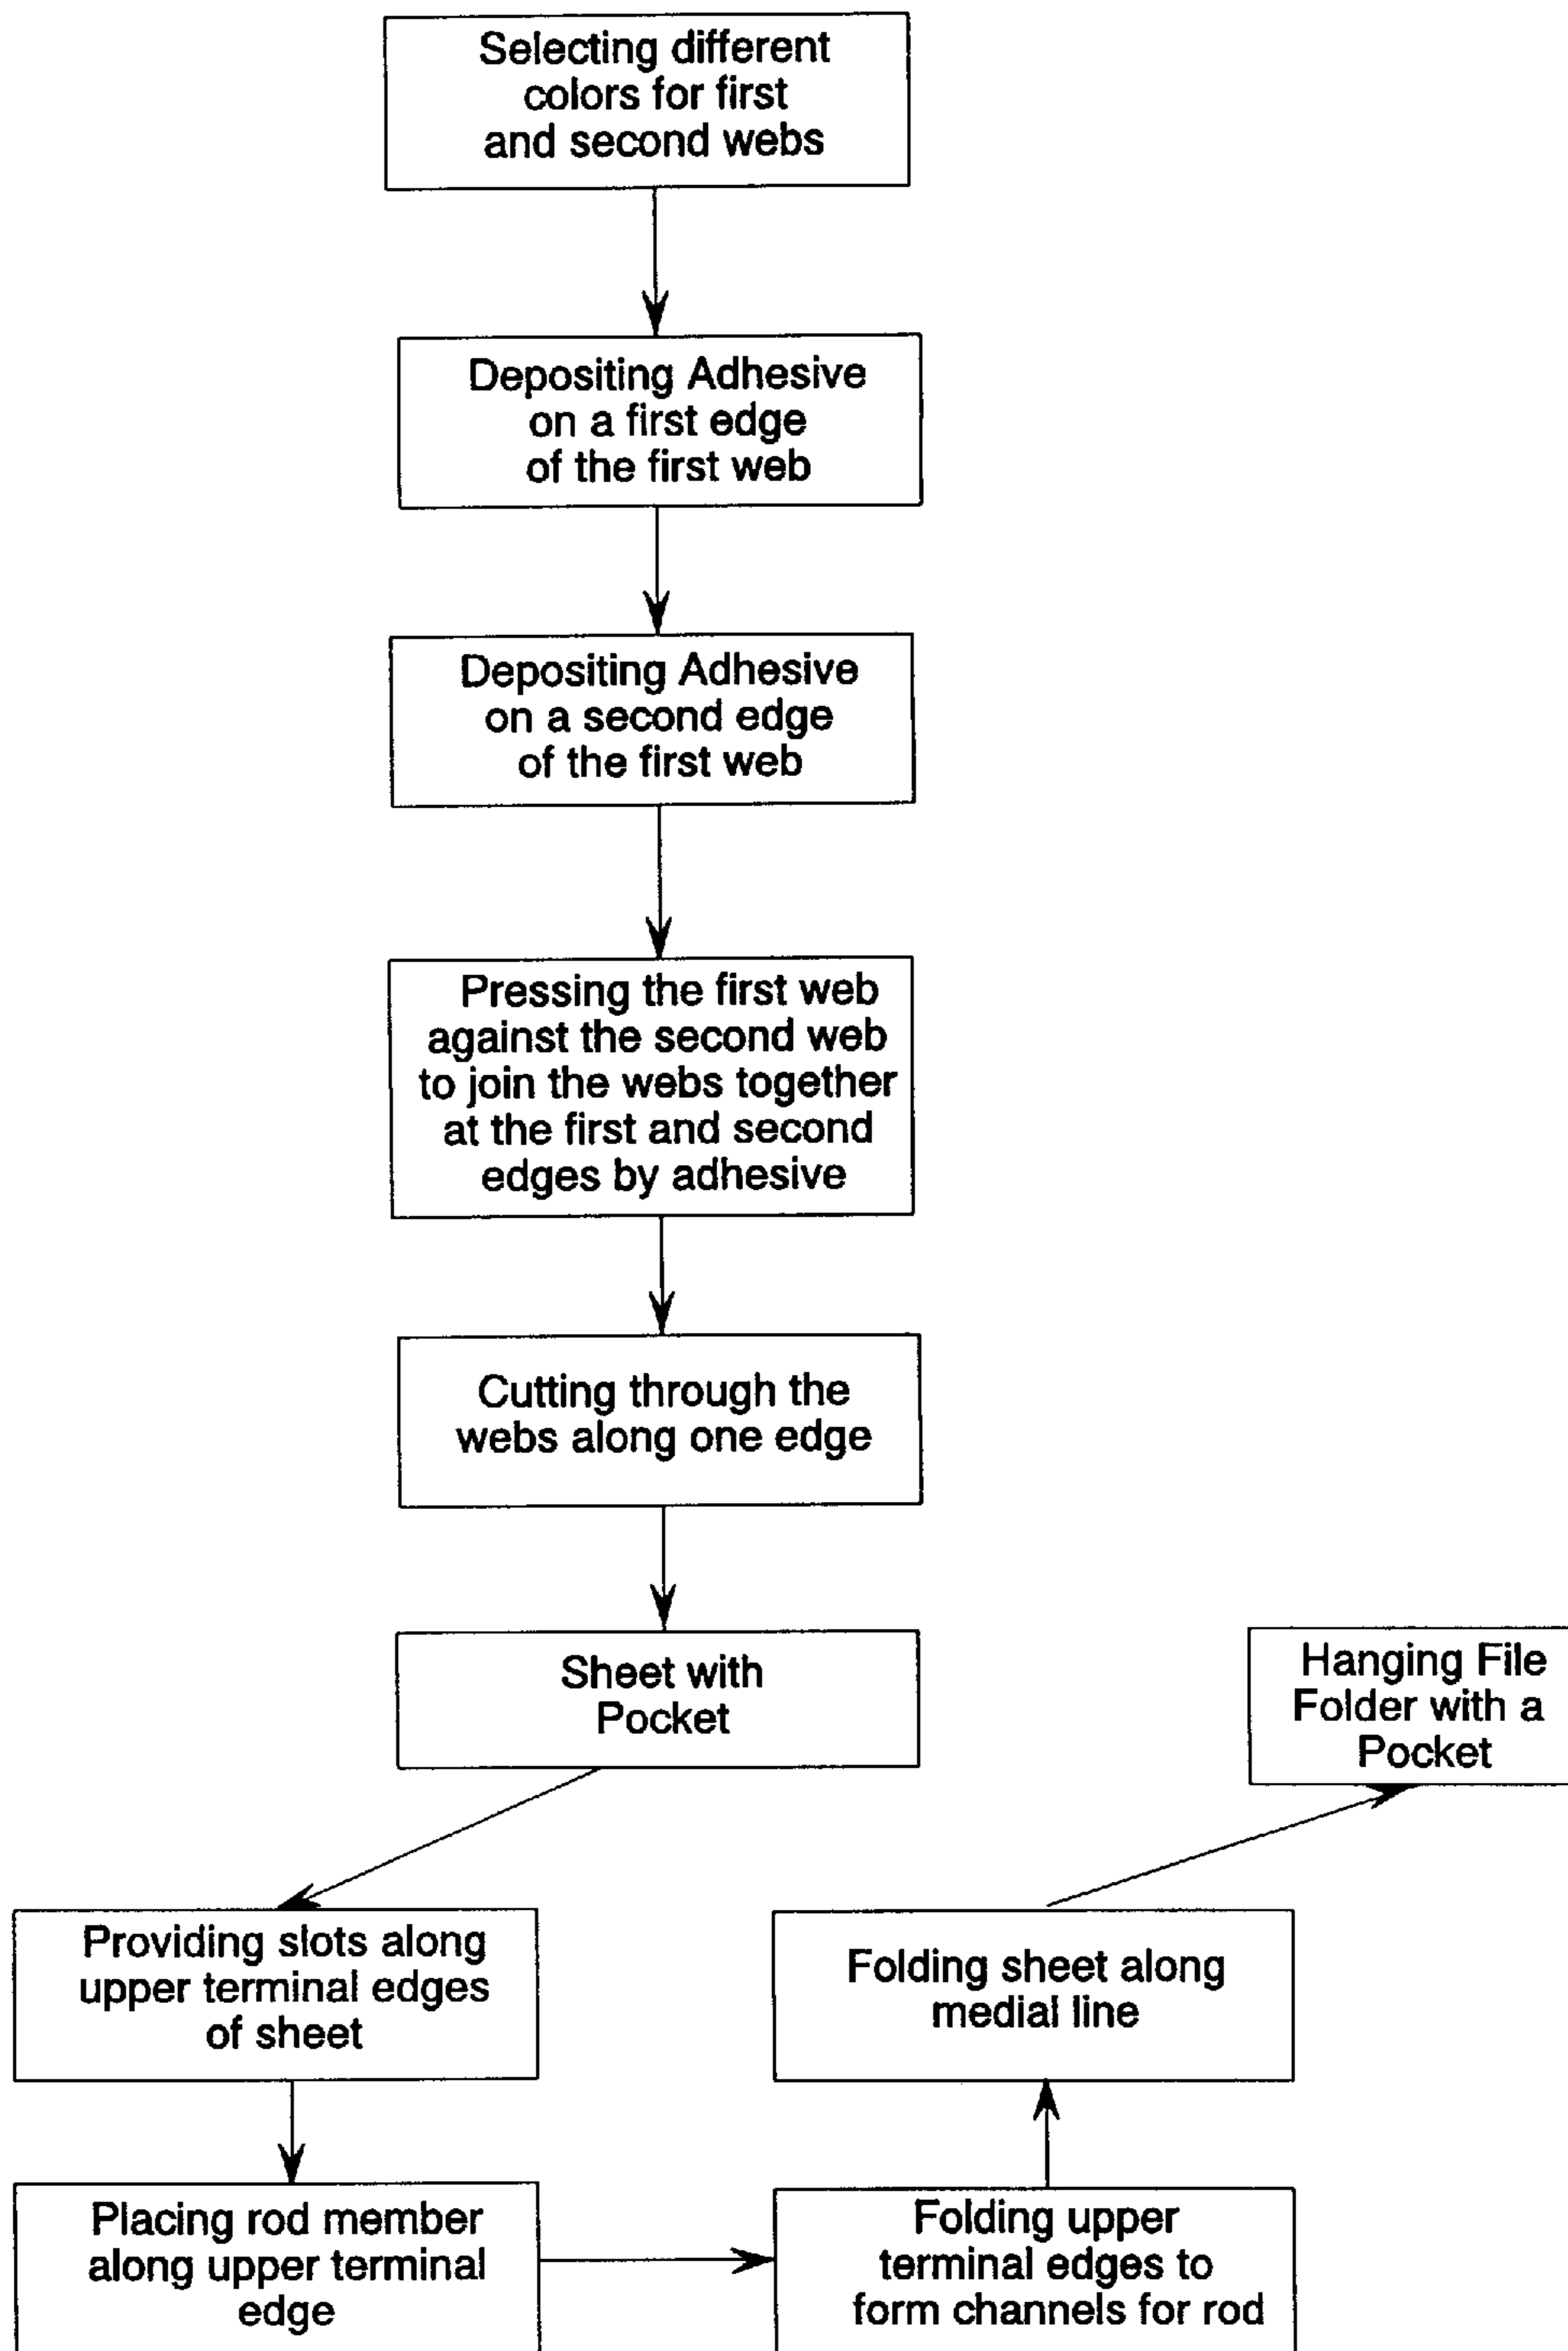 Selecting different
colors for first
and second webs
Depositing Adhesive
on a first edge
of the first web
Depositing Adhesive
on a second edge
of the first web
Pressing the first web
against the second web
to join the webs together
at the first and second
edges by adhesive
Cutting through the
webs along one edge
Sheet with
Pocket
Providing slots along
upper terminal edges
of sheet
Placing rod member
along upper terminal
edge
Folding upper
terminal edges to
form channels for rod
Folding sheet along
medial line
Hanging File
Folder with a
Pocket